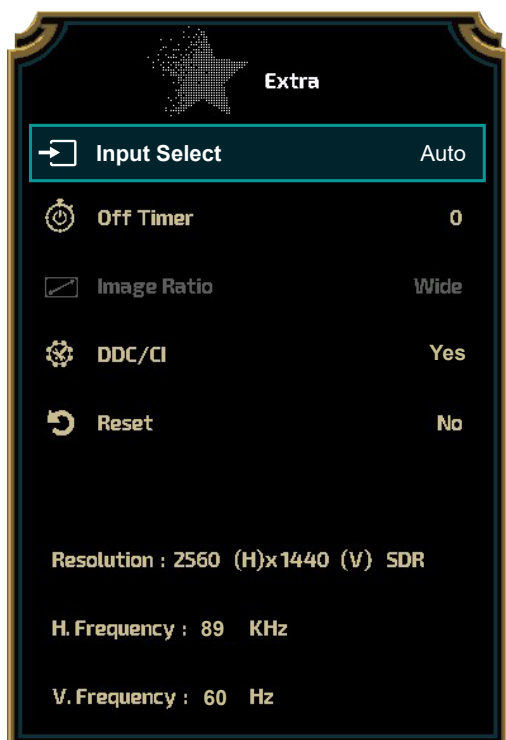 Extra
Input Select Auto
Off Timer 0
Image Ratio Wide
DDC/CI Yes
Reset No
Resolution : 2560 (H)x1440 (V) SDR
H. Frequency : 89 KHz
V. Frequency : 60 Hz